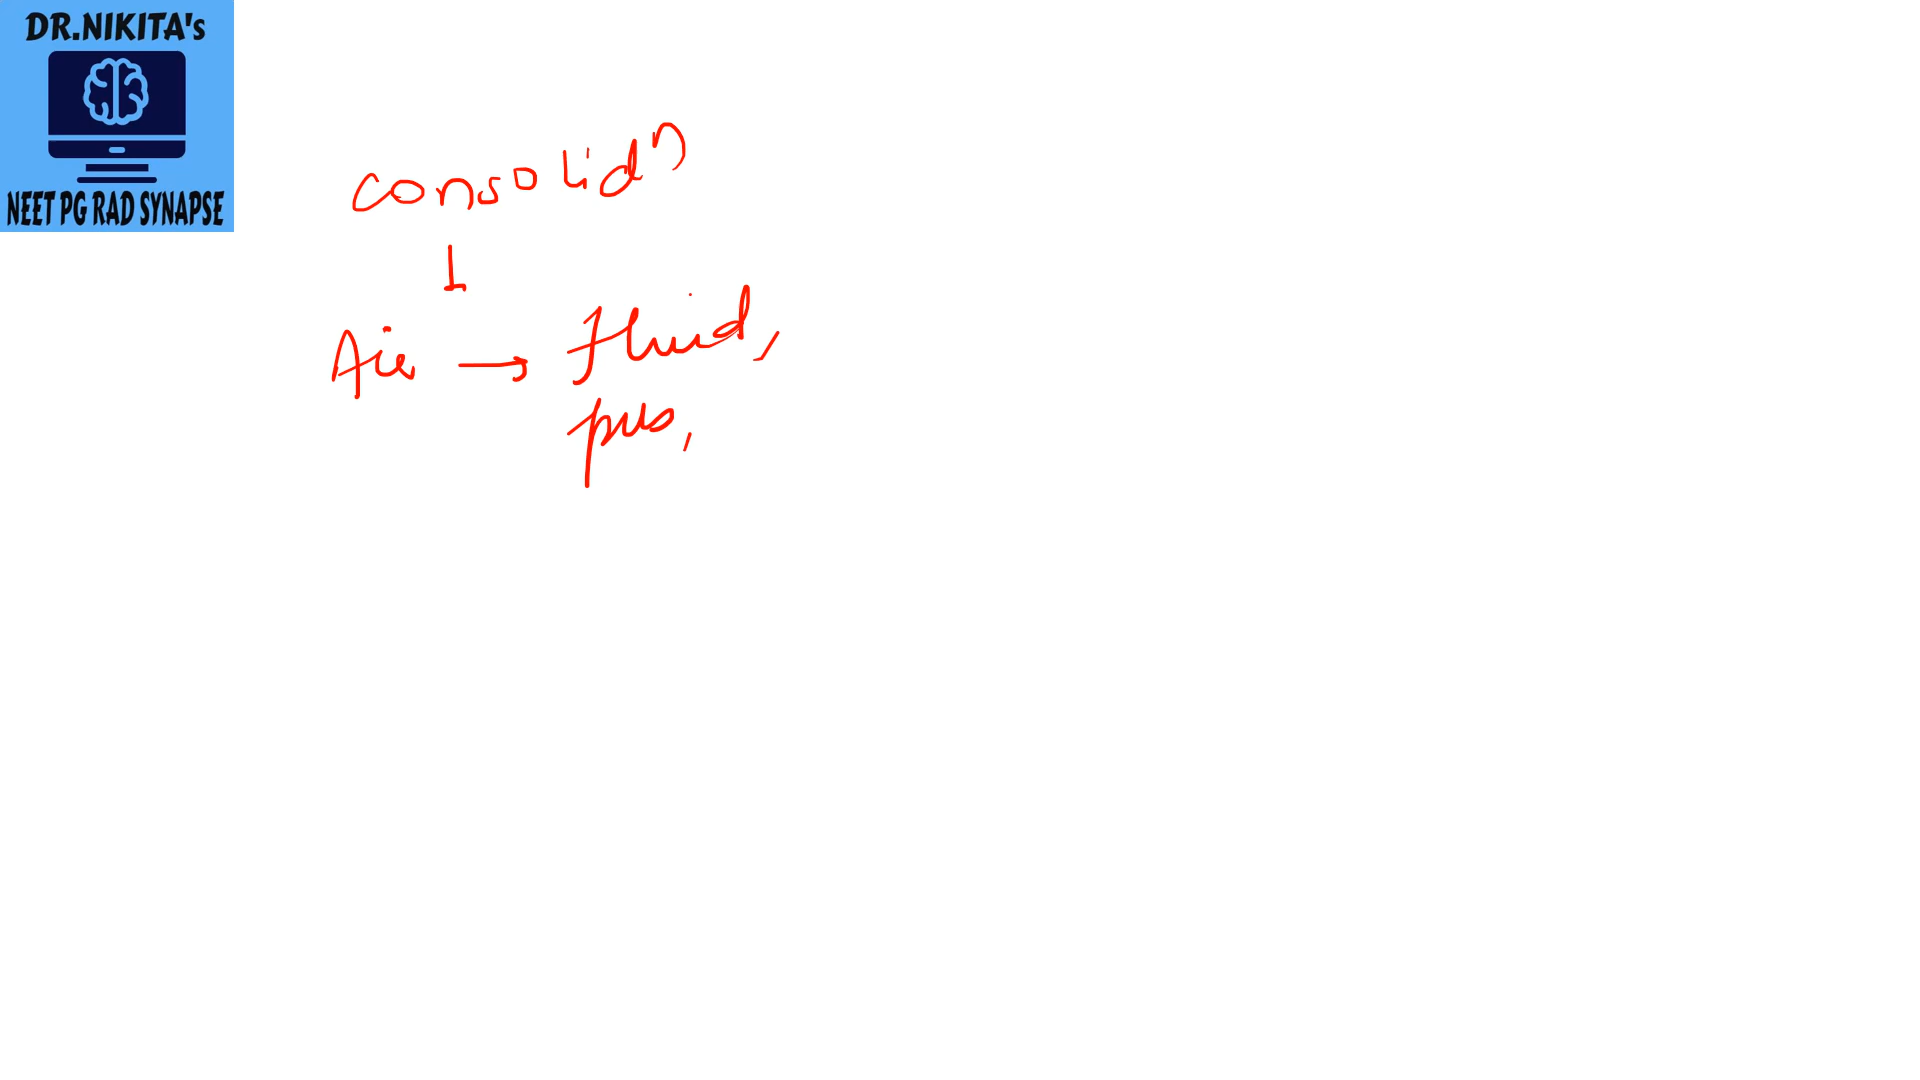 DR.NIKITA's
NEET PG RAD SYNAPSE
consolidⁿ
Air → fluid,
pus,